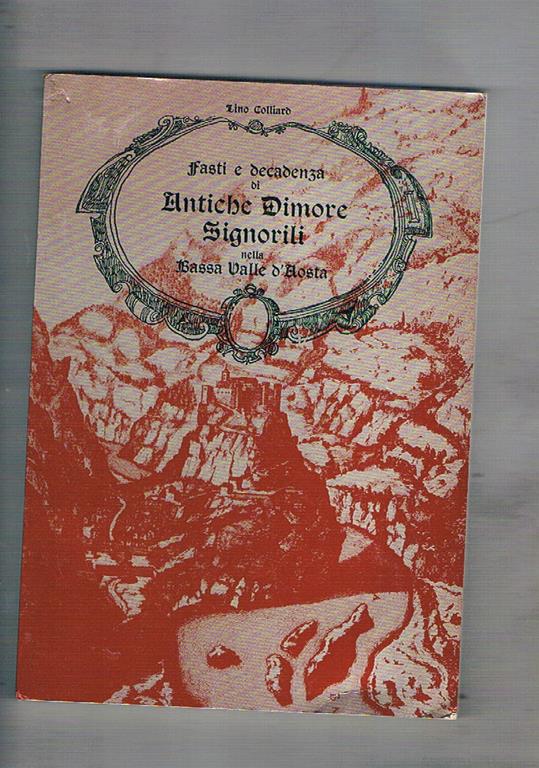 Lino Colliard
Fasti e decadenza
di
Antiche Dimore
Signorili
nella
Bassa Valle d'Aosta